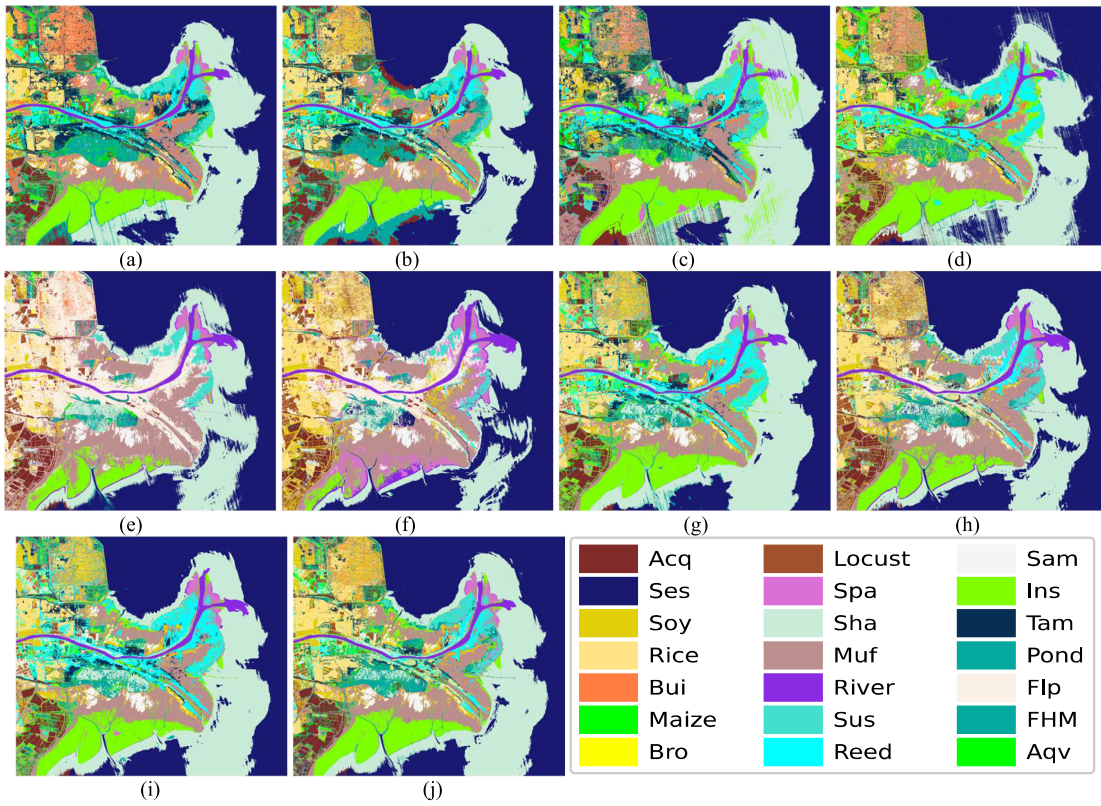 (a) (b) (c) (d)
(e) (f) (g) (h)
(i) (j)
Acq Locust Sam
Ses Spa Ins
Soy Sha Tam
Rice Muf Pond
Bui River Flp
Maize Sus FHM
Bro Reed Aqv